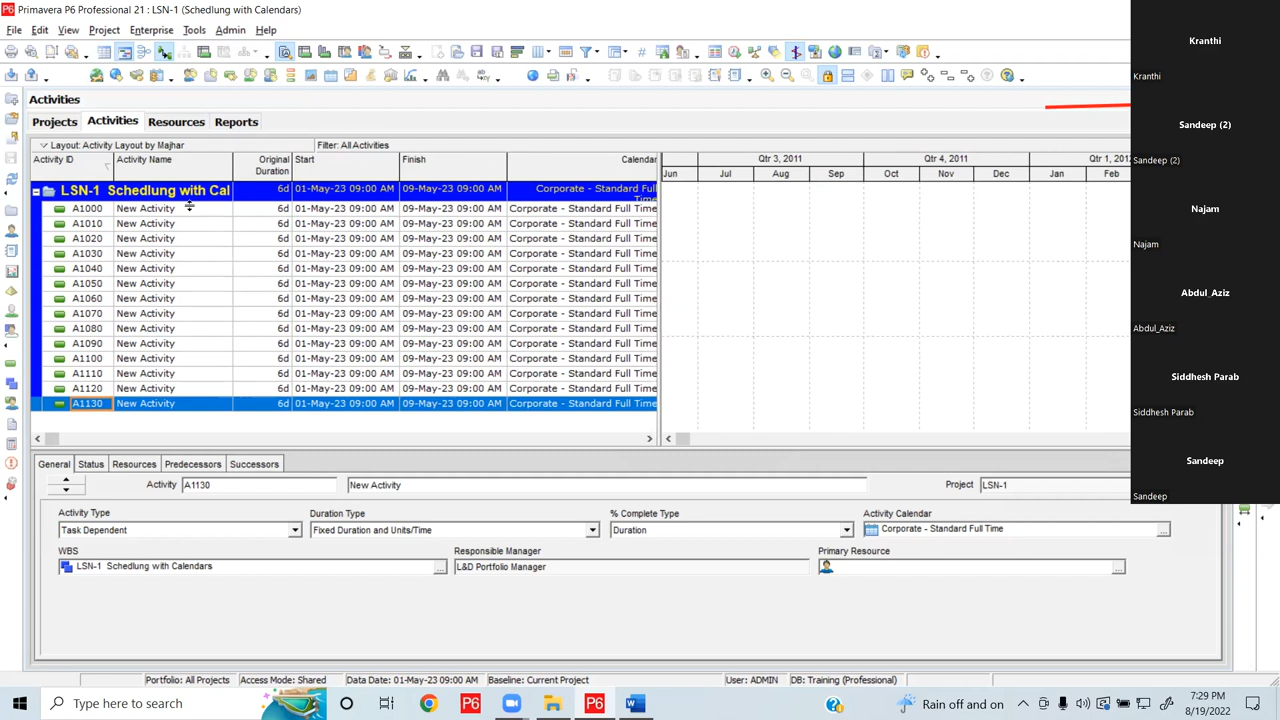 Primavera P6 Professional 21 : LSN-1 (Schedlung with Calendars)
File Edit View Project Enterprise Tools Admin Help
Activities
Projects Activities Resources Reports
Layout: Activity Layout by Majhar Filter: All Activities
Activity ID Activity Name Original Duration Start Finish Calendar
Qtr 3, 2011 Qtr 4, 2011 Qtr 1, 2012
Jun Jul Aug Sep Oct Nov Dec Jan Feb
LSN-1 Schedlung with Cal 6d 01-May-23 09:00 AM 09-May-23 09:00 AM Corporate - Standard Full Time
A1000 New Activity 6d 01-May-23 09:00 AM 09-May-23 09:00 AM Corporate - Standard Full Time
A1010 New Activity 6d 01-May-23 09:00 AM 09-May-23 09:00 AM Corporate - Standard Full Time
A1020 New Activity 6d 01-May-23 09:00 AM 09-May-23 09:00 AM Corporate - Standard Full Time
A1030 New Activity 6d 01-May-23 09:00 AM 09-May-23 09:00 AM Corporate - Standard Full Time
A1040 New Activity 6d 01-May-23 09:00 AM 09-May-23 09:00 AM Corporate - Standard Full Time
A1050 New Activity 6d 01-May-23 09:00 AM 09-May-23 09:00 AM Corporate - Standard Full Time
A1060 New Activity 6d 01-May-23 09:00 AM 09-May-23 09:00 AM Corporate - Standard Full Time
A1070 New Activity 6d 01-May-23 09:00 AM 09-May-23 09:00 AM Corporate - Standard Full Time
A1080 New Activity 6d 01-May-23 09:00 AM 09-May-23 09:00 AM Corporate - Standard Full Time
A1090 New Activity 6d 01-May-23 09:00 AM 09-May-23 09:00 AM Corporate - Standard Full Time
A1100 New Activity 6d 01-May-23 09:00 AM 09-May-23 09:00 AM Corporate - Standard Full Time
A1110 New Activity 6d 01-May-23 09:00 AM 09-May-23 09:00 AM Corporate - Standard Full Time
A1120 New Activity 6d 01-May-23 09:00 AM 09-May-23 09:00 AM Corporate - Standard Full Time
A1130 New Activity 6d 01-May-23 09:00 AM 09-May-23 09:00 AM Corporate - Standard Full Time
General Status Resources Predecessors Successors
Activity A1130 New Activity Project LSN-1
Activity Type Duration Type % Complete Type Activity Calendar
Task Dependent Fixed Duration and Units/Time Duration Corporate - Standard Full Time
WBS Responsible Manager Primary Resource
LSN-1 Schedlung with Calendars L&D Portfolio Manager
Portfolio: All Projects Access Mode: Shared Data Date: 01-May-23 09:00 AM Baseline: Current Project User: ADMIN DB: Training (Professional)
Type here to search
Rain off and on
7:29 PM
8/19/2022
Kranthi
Kranthi
Sandeep (2)
Sandeep (2)
Najam
Najam
Abdul_Aziz
Abdul_Aziz
Siddhesh Parab
Siddhesh Parab
Sandeep
Sandeep